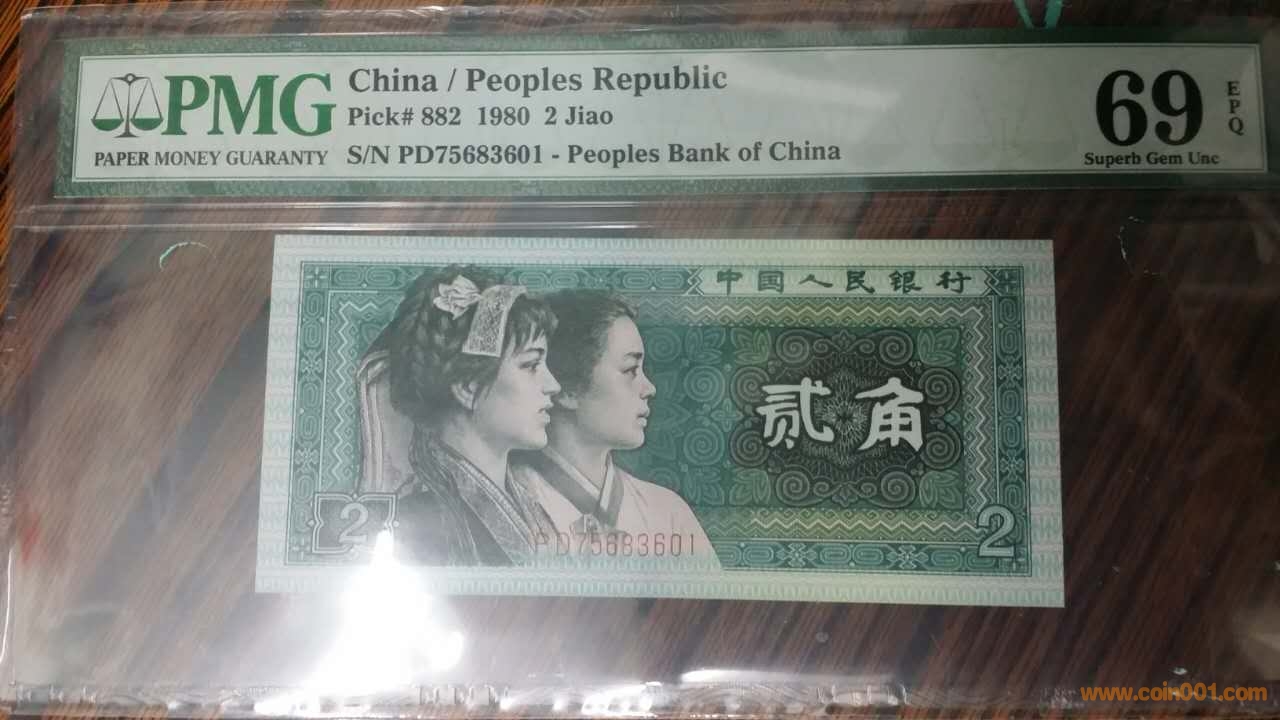 PMG
PAPER MONEY GUARANTY
China / Peoples Republic
Pick# 882 1980 2 Jiao
S/N PD75683601 - Peoples Bank of China
69
EPQ
Superb Gem Unc
中国人民银行
贰角
2
2
PD75683601
www.coin001.com